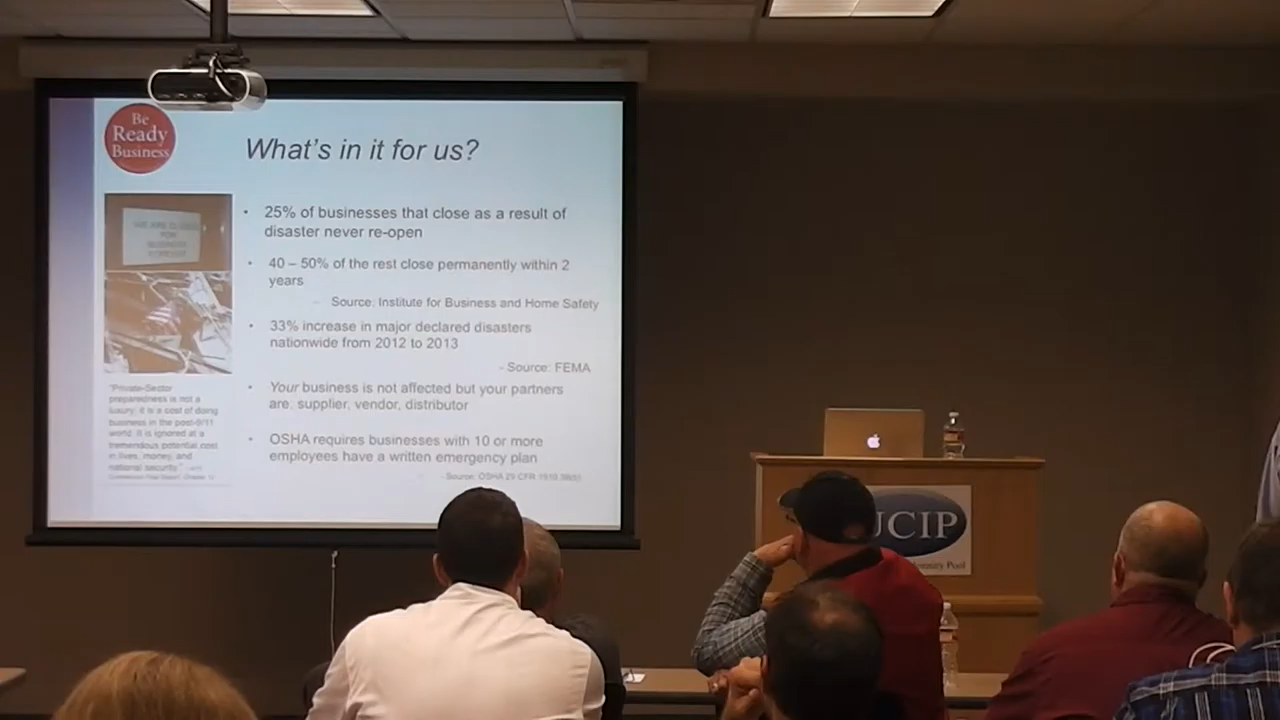 Be
Ready
Business
What's in it for us?
• 25% of businesses that close as a result of
disaster never re-open
• 40 – 50% of the rest close permanently within 2
years
– Source: Institute for Business and Home Safety
• 33% increase in major declared disasters
nationwide from 2012 to 2013
- Source: FEMA
• Your business is not affected but your partners
are: supplier, vendor, distributor
• OSHA requires businesses with 10 or more
employees have a written emergency plan
- Source: OSHA 29 CFR
"Private-Sector
preparedness is not a
luxury; it is a cost of doing
business in the post-9/11
world. It is ignored at a
tremendous potential cost
in lives, money, and
national security."
UCIP
Pool